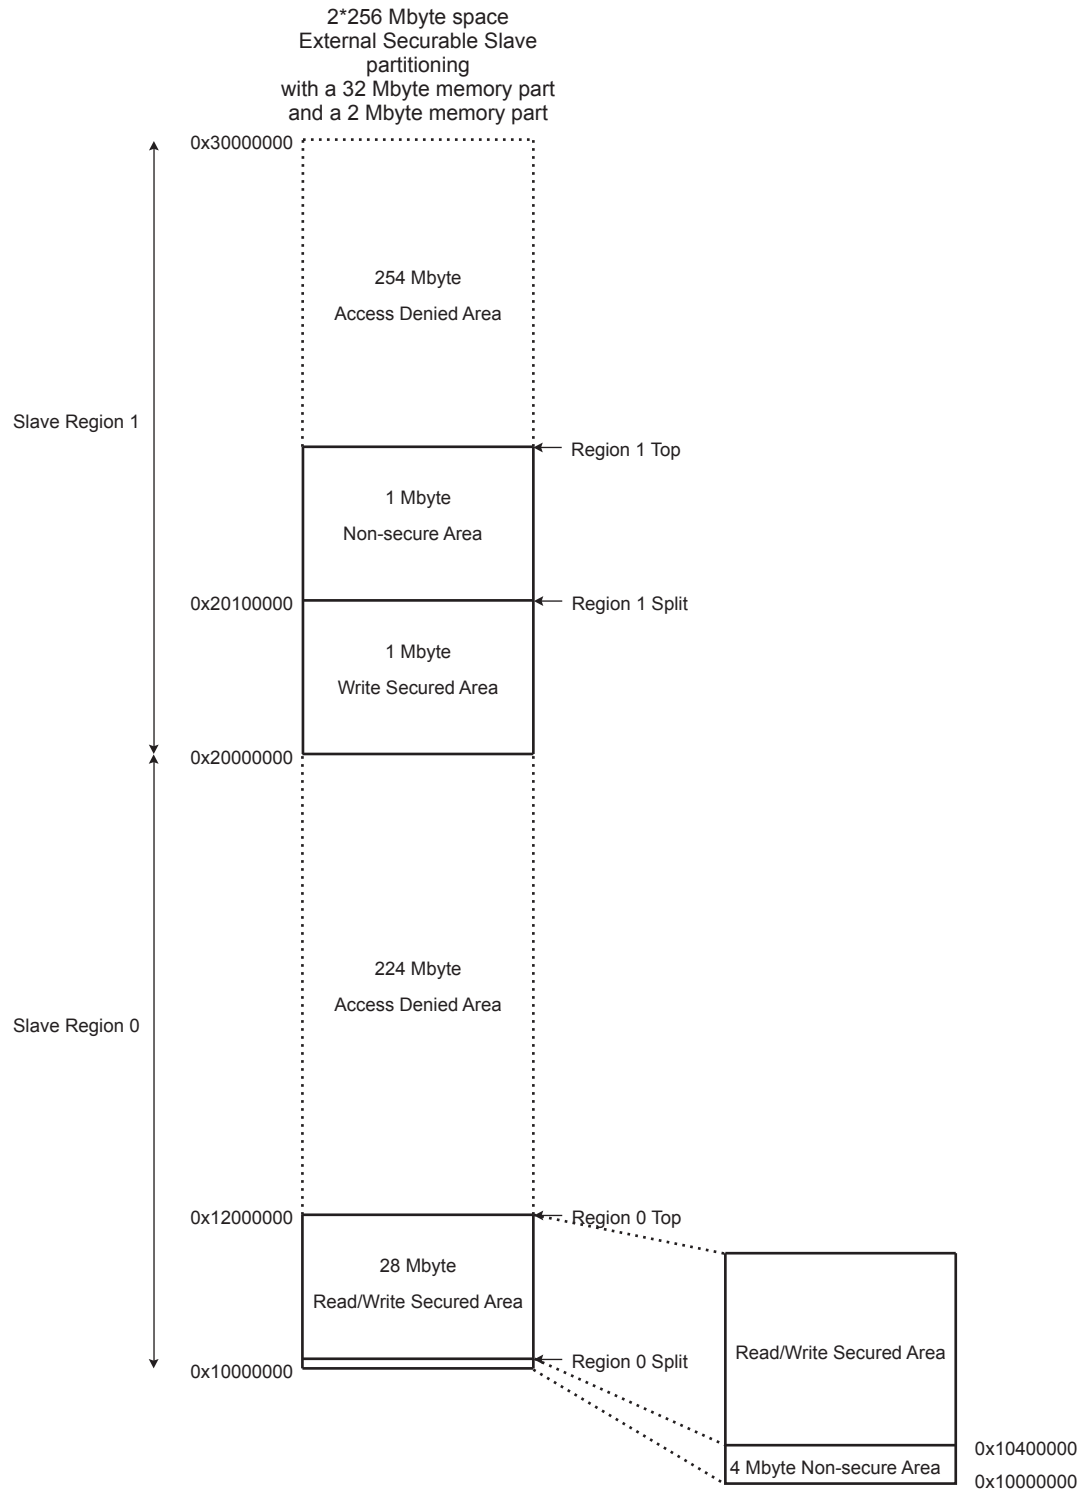 2*256 Mbyte space
External Securable Slave
partitioning
with a 32 Mbyte memory part
and a 2 Mbyte memory part
0x30000000
254 Mbyte
Access Denied Area
Slave Region 1
Region 1 Top
1 Mbyte
Non-secure Area
0x20100000
Region 1 Split
1 Mbyte
Write Secured Area
0x20000000
224 Mbyte
Access Denied Area
Slave Region 0
0x12000000
Region 0 Top
28 Mbyte
Read/Write Secured Area
Region 0 Split
0x10000000
Read/Write Secured Area
0x10400000
4 Mbyte Non-secure Area
0x10000000